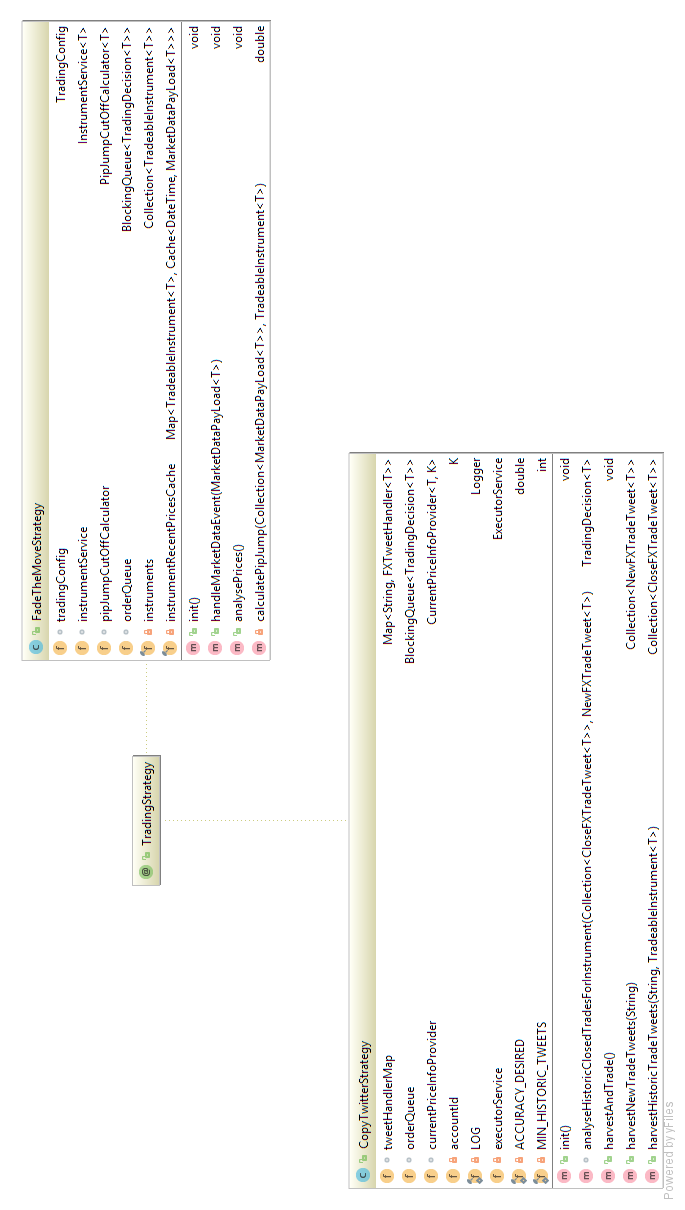 FadeTheMoveStrategy
tradingConfig TradingConfig
instrumentService InstrumentService<T>
pipJumpCutOffCalculator PipJumpCutOffCalculator<T>
orderQueue BlockingQueue<TradingDecision<T>>
instruments Collection<TradeableInstrument<T>>
instrumentRecentPricesCache Map<TradeableInstrument<T>, Cache<DateTime, MarketDataPayLoad<T>>>
init() void
handleMarketDataEvent(MarketDataPayLoad<T>) void
analysePrices() void
calculatePipJump(Collection<MarketDataPayLoad<T>>, TradeableInstrument<T>) double
@ TradingStrategy
CopyTwitterStrategy
tweetHandlerMap Map<String, FXTweetHandler<T>>
orderQueue BlockingQueue<TradingDecision<T>>
currentPriceInfoProvider CurrentPriceInfoProvider<T, K>
accountId K
LOG Logger
executorService ExecutorService
ACCURACY_DESIRED double
MIN_HISTORIC_TWEETS int
init() void
analyseHistoricClosedTradesForInstrument(Collection<CloseFXTradeTweet<T>>, NewFXTradeTweet<T>) TradingDecision<T>
harvestAndTrade() void
harvestNewTradeTweets(String) Collection<NewFXTradeTweet<T>>
harvestHistoricTradeTweets(String, TradeableInstrument<T>) Collection<CloseFXTradeTweet<T>>
Powered by yFiles